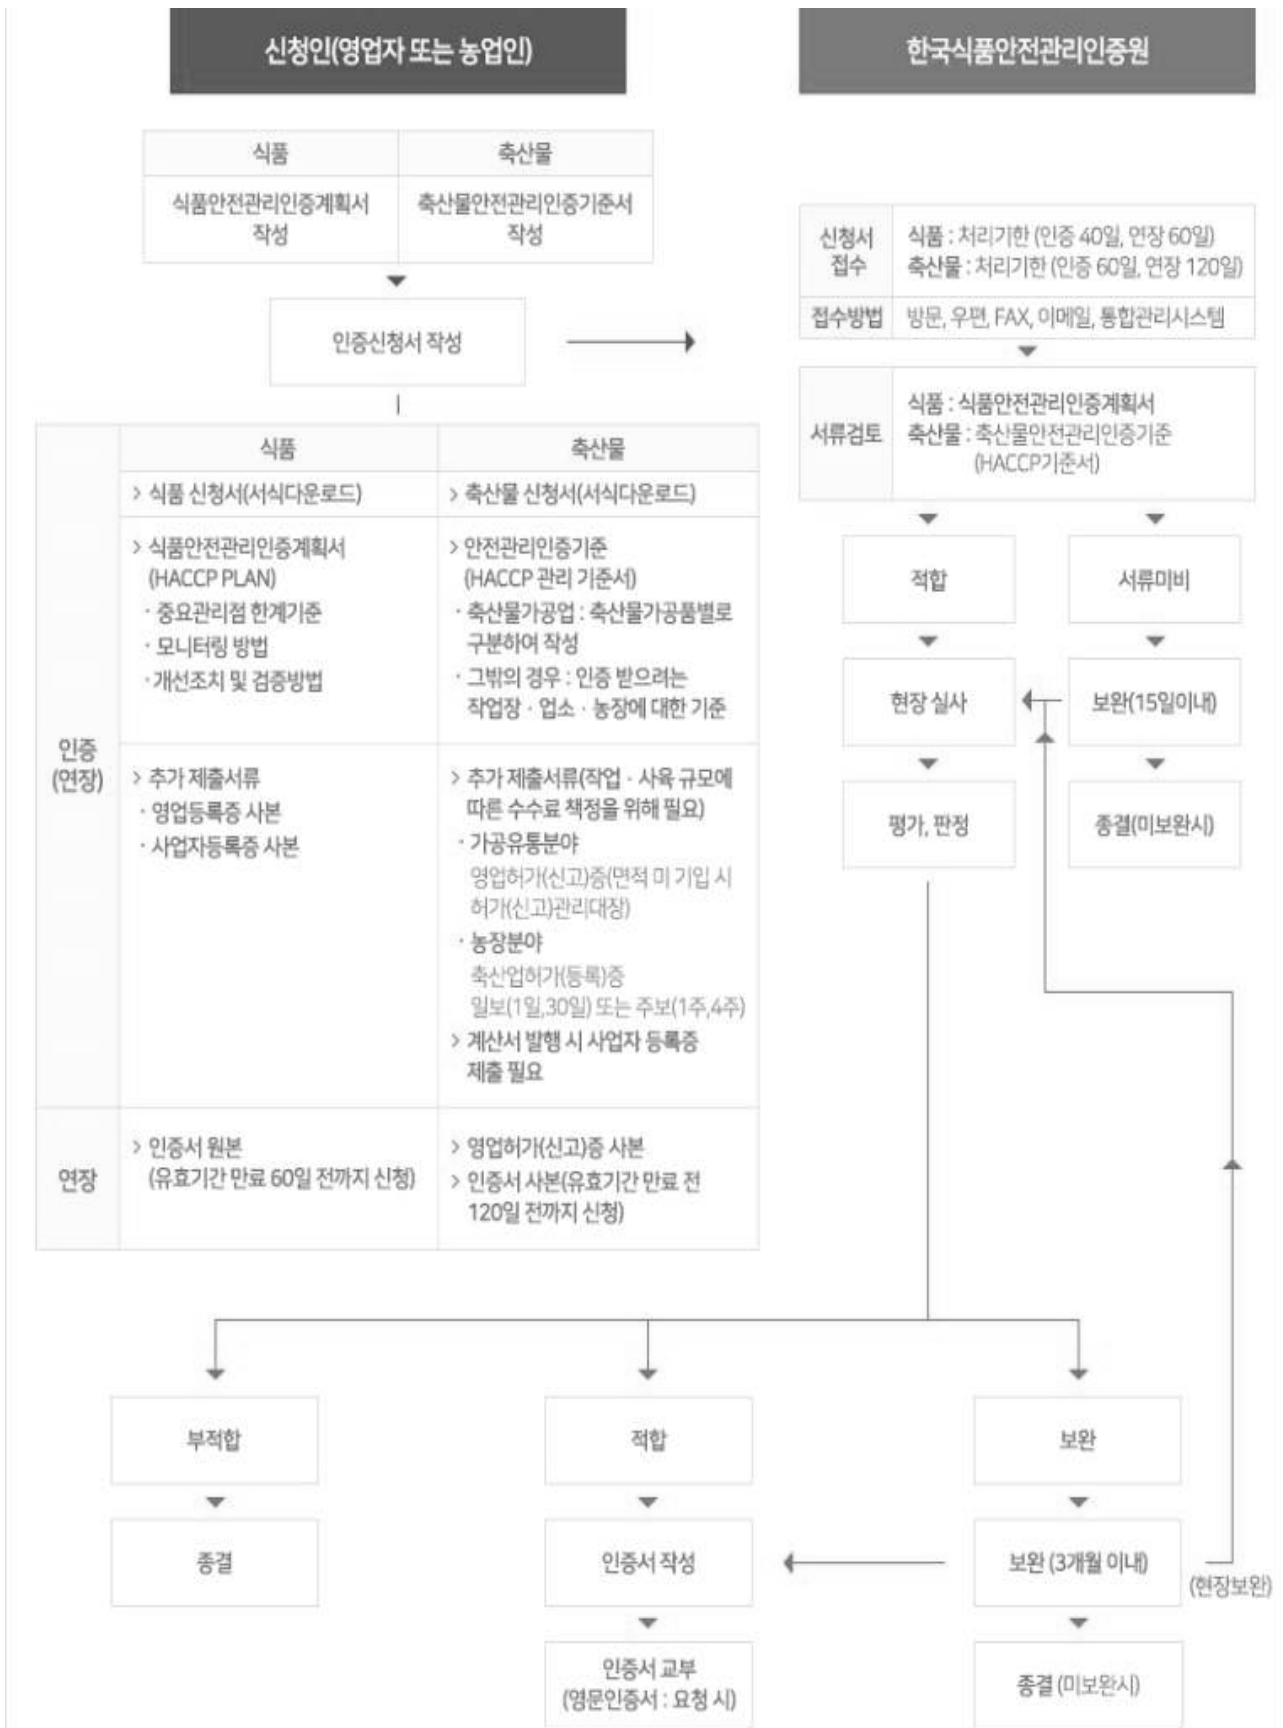 신청인(영업자 또는 농업인)
한국식품안전관리인증원
식품
축산물
식품안전관리인증계획서
작성
축산물안전관리인증기준서
작성
인증신청서 작성
신청서
접수
식품 : 처리기한 (인증 40일, 연장 60일)
축산물 : 처리기한 (인증 60일, 연장 120일)
접수방법
방문, 우편, FAX, 이메일, 통합관리시스템
서류검토
식품 : 식품안전관리인증계획서
축산물 : 축산물안전관리인증기준
(HACCP기준서)
적합
서류미비
현장 실사
보완(15일이내)
평가, 판정
종결(미보완시)
식품
축산물
인증
(연장)
> 식품 신청서(서식다운로드)
> 축산물 신청서(서식다운로드)
> 식품안전관리인증계획서
(HACCP PLAN)
· 중요관리점 한계기준
· 모니터링 방법
· 개선조치 및 검증방법
> 안전관리인증기준
(HACCP 관리 기준서)
· 축산물가공업 : 축산물가공품별로
구분하여 작성
· 그밖의 경우 : 인증 받으려는
작업장 · 업소 · 농장에 대한 기준
> 추가 제출서류
· 영업등록증 사본
· 사업자등록증 사본
> 추가 제출서류(작업 · 사육 규모에
따른 수수료 책정을 위해 필요)
· 가공유통분야
영업허가(신고)증(면적 미 기입 시
허가(신고)관리대장)
· 농장분야
축산업허가(등록)증
일보(1일,30일) 또는 주보(1주,4주)
> 계산서 발행 시 사업자 등록증
제출 필요
연장
> 인증서 원본
(유효기간 만료 60일 전까지 신청)
> 영업허가(신고)증 사본
> 인증서 사본(유효기간 만료 전
120일 전까지 신청)
부적합
적합
보완
종결
인증서 작성
보완 (3개월 이내)
(현장보완)
인증서 교부
(영문인증서 : 요청 시)
종결 (미보완시)